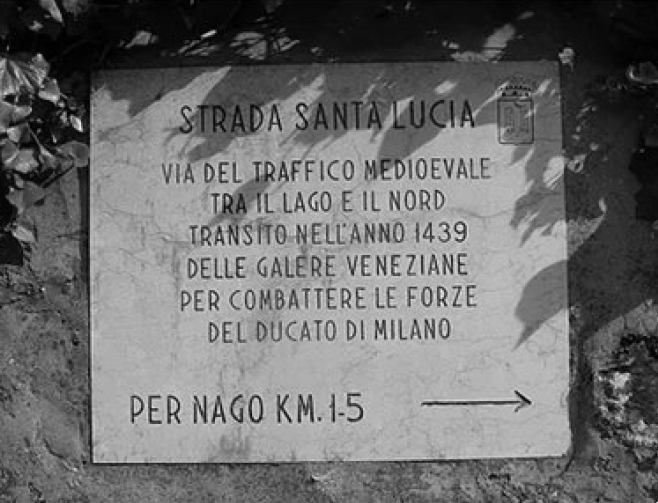 STRADA SANTA LUCIA
VIA DEL TRAFFICO MEDIOEVALE
TRA IL LAGO E IL NORD
TRANSITO NELL'ANNO 1439
DELLE GALERE VENEZIANE
PER COMBATTERE LE FORZE
DEL DUCATO DI MILANO
PER NAGO KM. 1-5